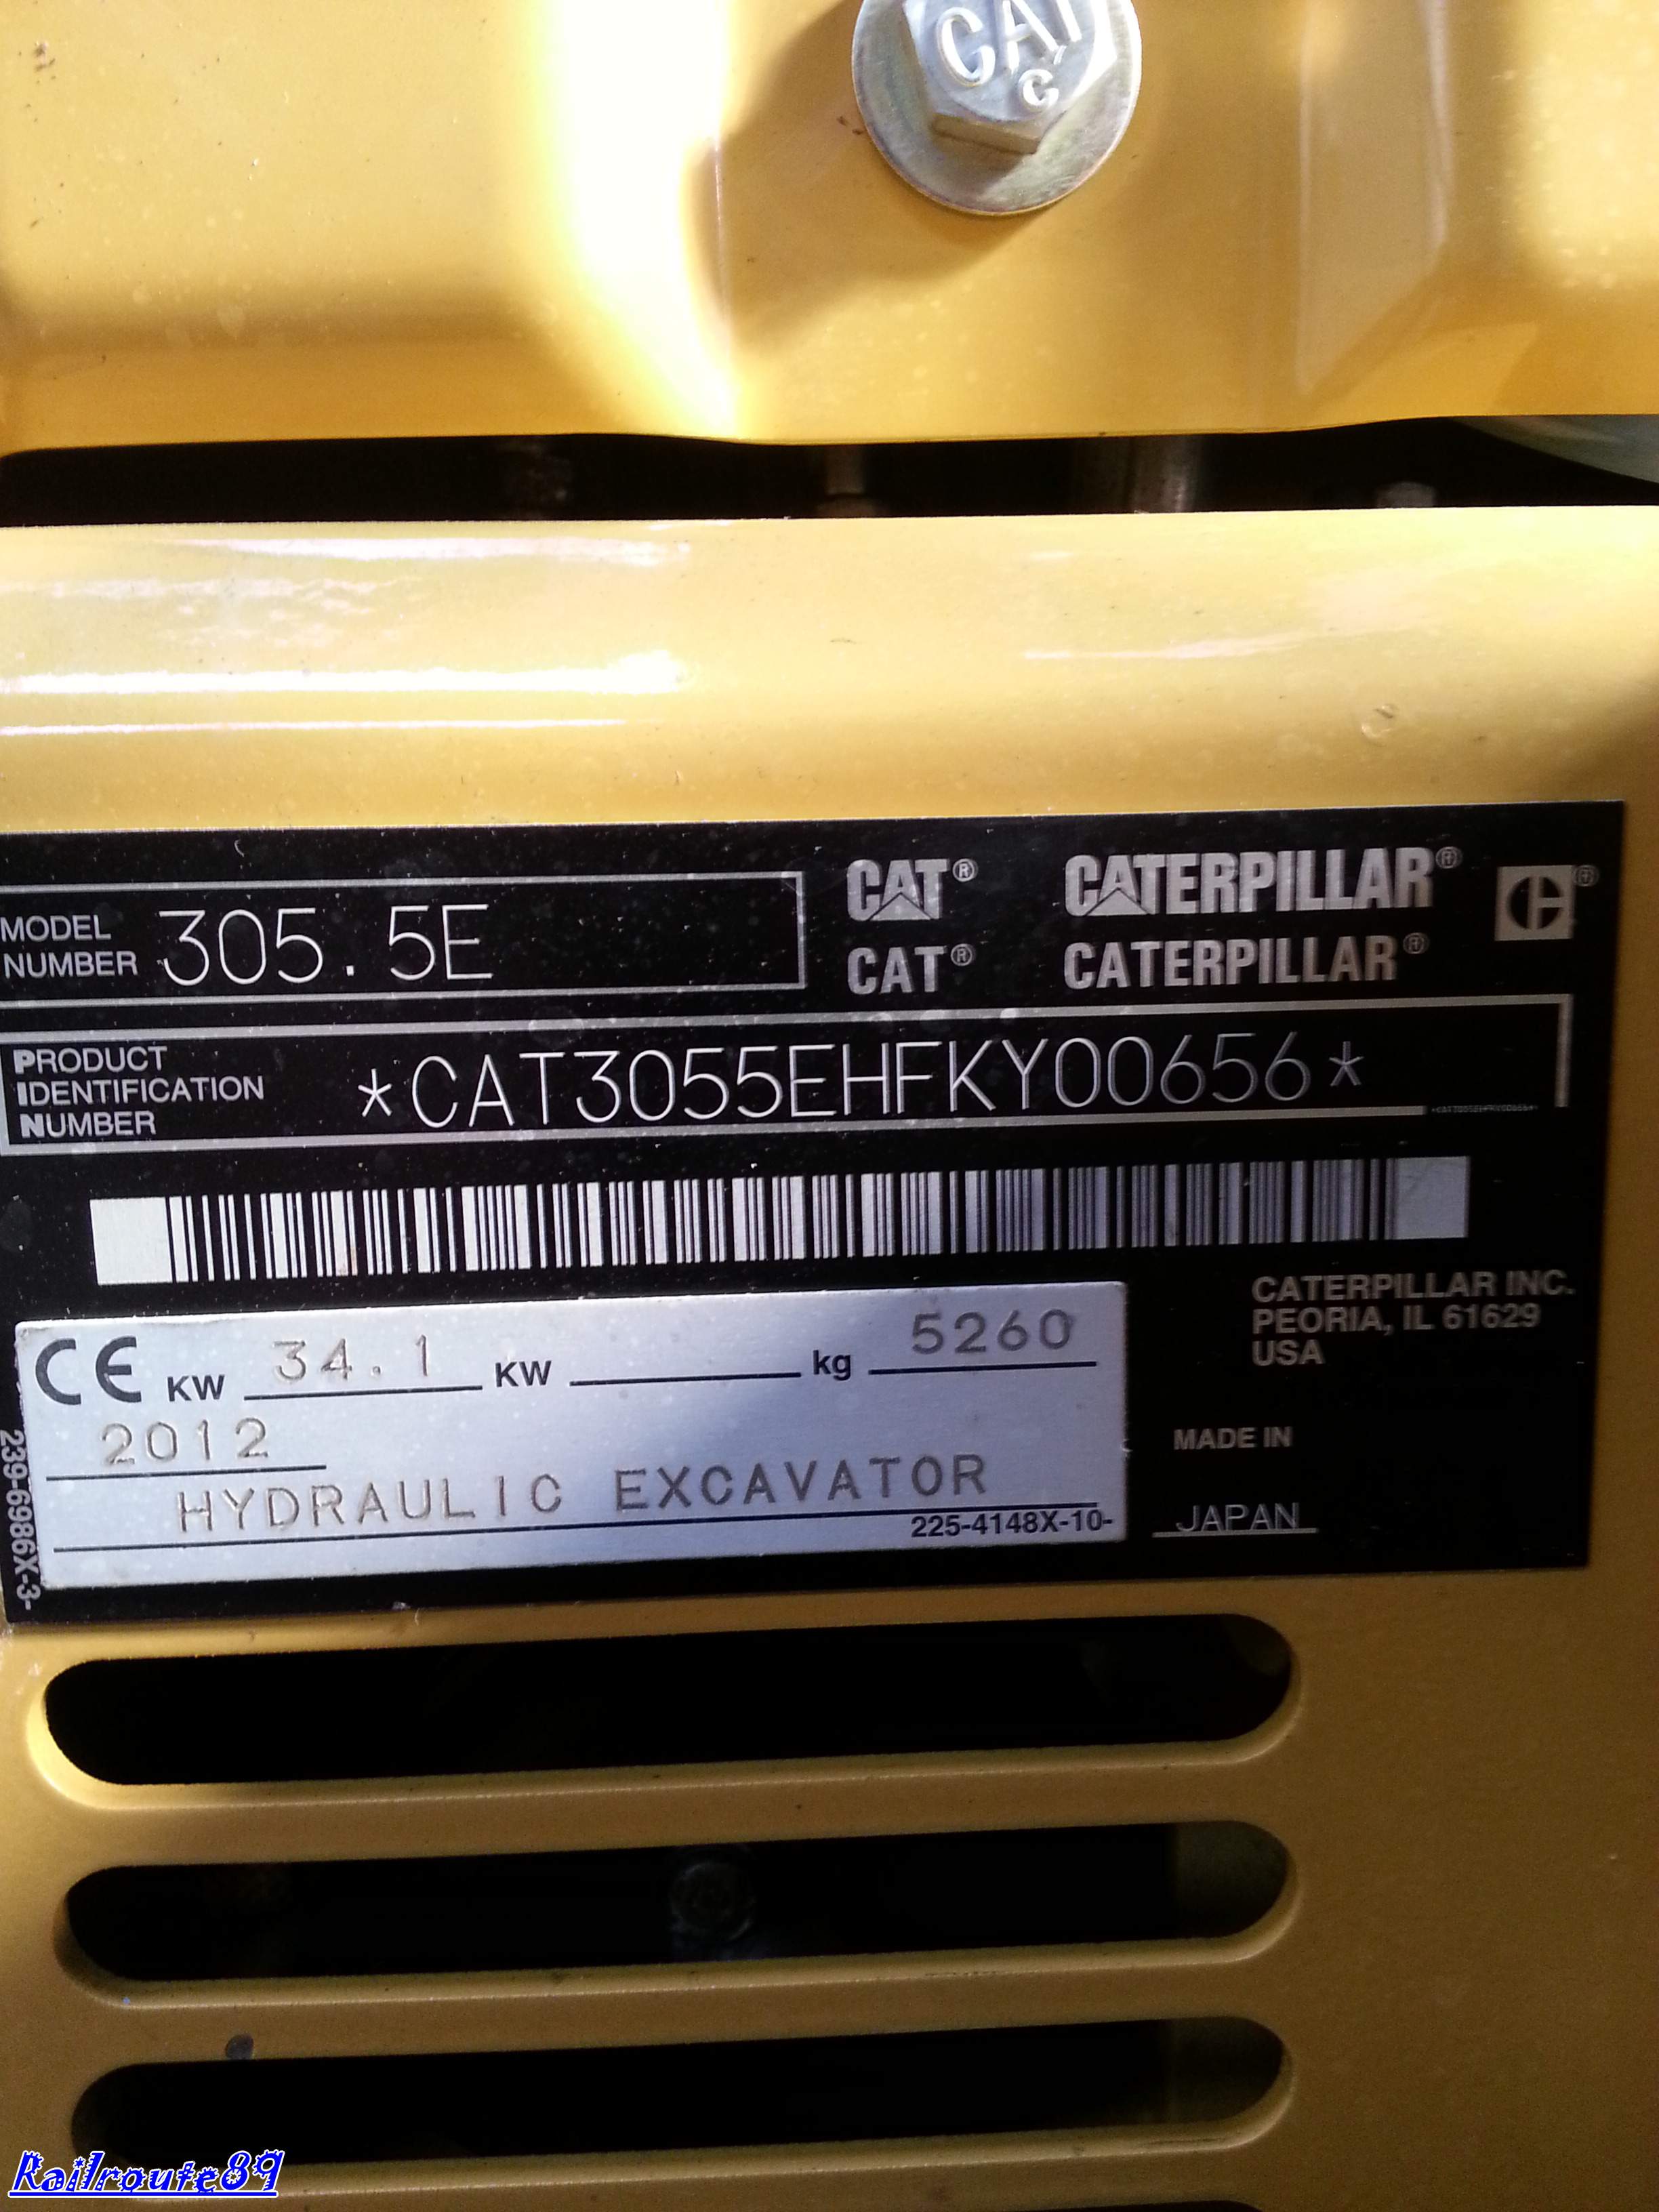 CAT
C
MODEL
NUMBER
305.5E
CAT® CATERPILLAR®
CAT® CATERPILLAR®
PRODUCT
IDENTIFICATION
NUMBER
*CAT3055EHFKY00656*
CE KW 34.1 KW kg 5260
2012
HYDRAULIC EXCAVATOR
225-4148X-10-
239-6986X-3-
CATERPILLAR INC.
PEORIA, IL 61629
USA
MADE IN
JAPAN
Railroute89